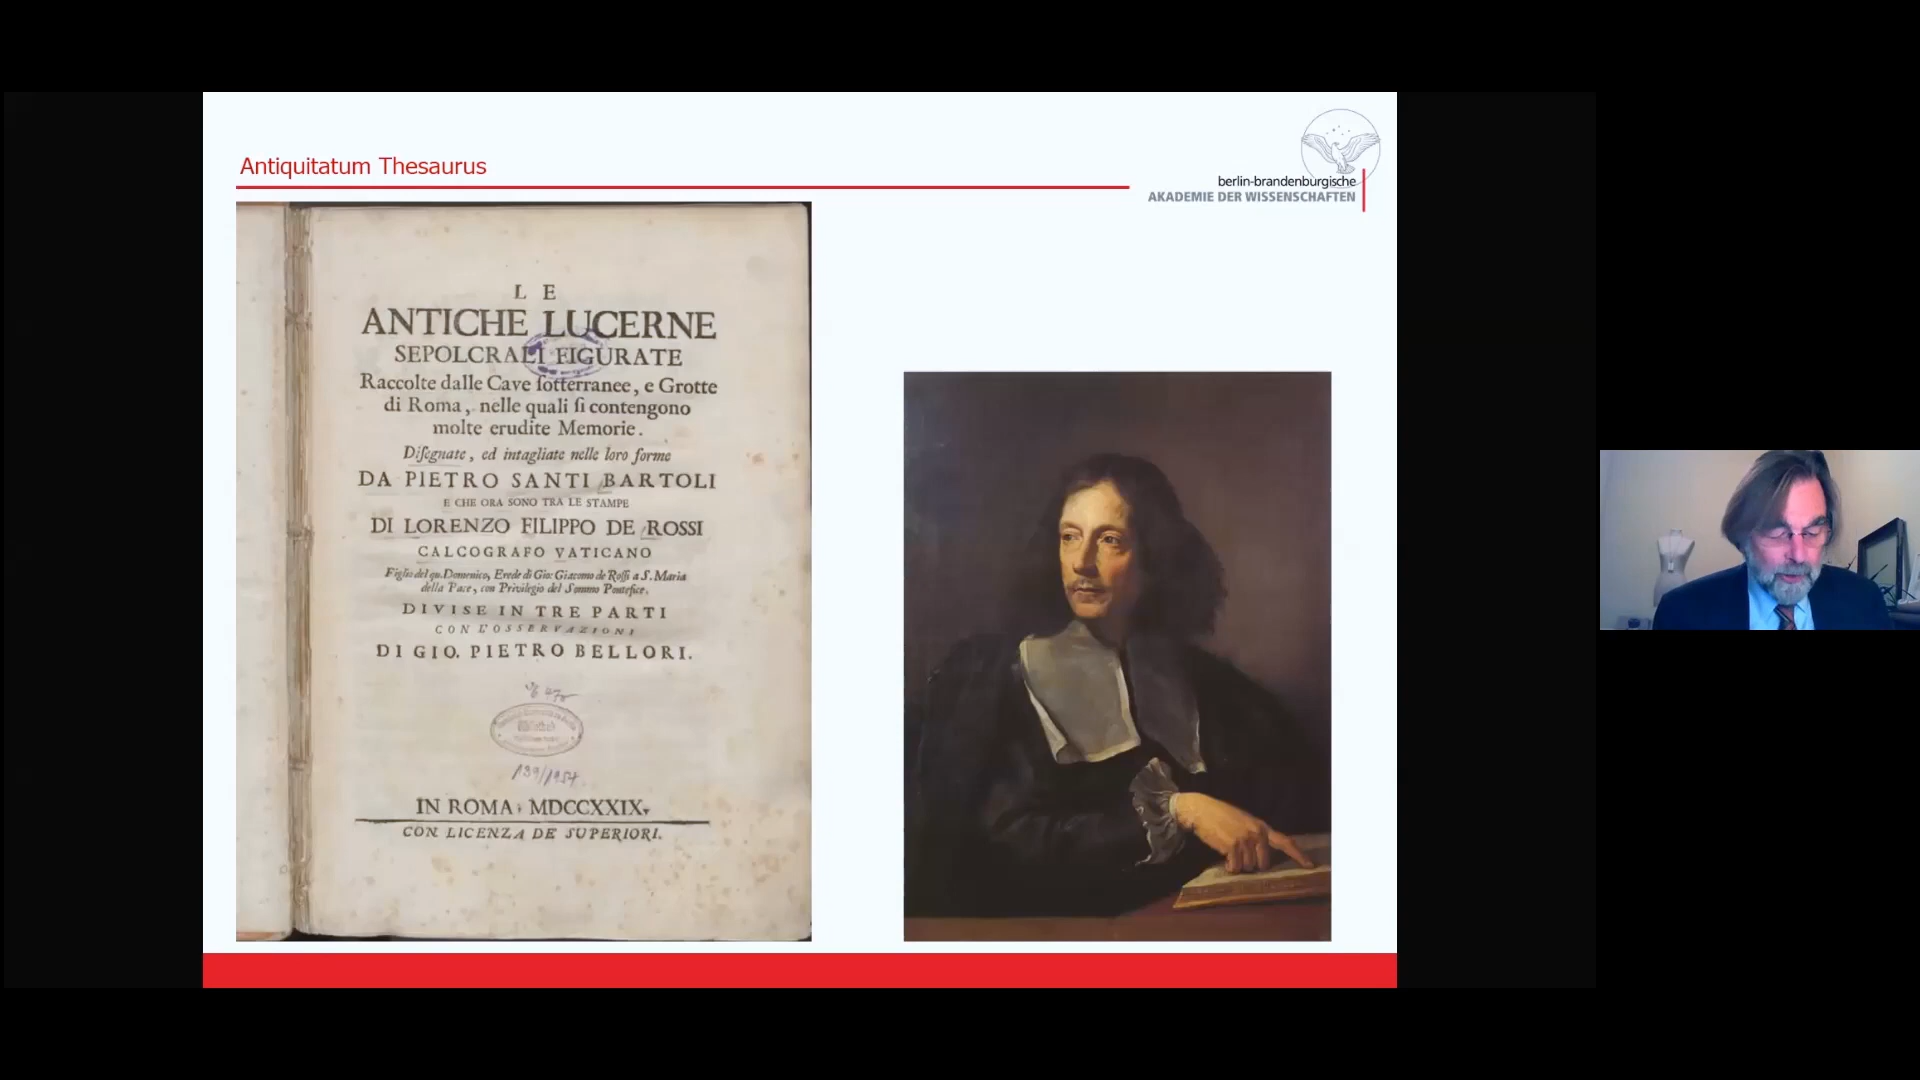 Antiquitatum Thesaurus
berlin-brandenburgische
AKADEMIE DER WISSENSCHAFTEN
LE
ANTICHE LUCERNE
SEPOLCRALI FIGURATE
Raccolte dalle Cave ſotterranee, e Grotte
di Roma, nelle quali ſi contengono
molte erudite Memorie.
Diſegnate, ed intagliate nelle loro forme
DA PIETRO SANTI BARTOLI
E CHE ORA SONO TRA LE STAMPE
DI LORENZO FILIPPO DE ROSSI
CALCOGRAFO VATICANO
Figlio del qu. Domenico, Erede di Gio: Giacomo de Roſſi a S. Maria
della Pace, con Privilegio del Sommo Pontefice.
DIVISE IN TRE PARTI
CON L'OSSERVAZIONI
DI GIO. PIETRO BELLORI.
139/1954
IN ROMA, MDCCXXIX,
CON LICENZA DE' SUPERIORI.